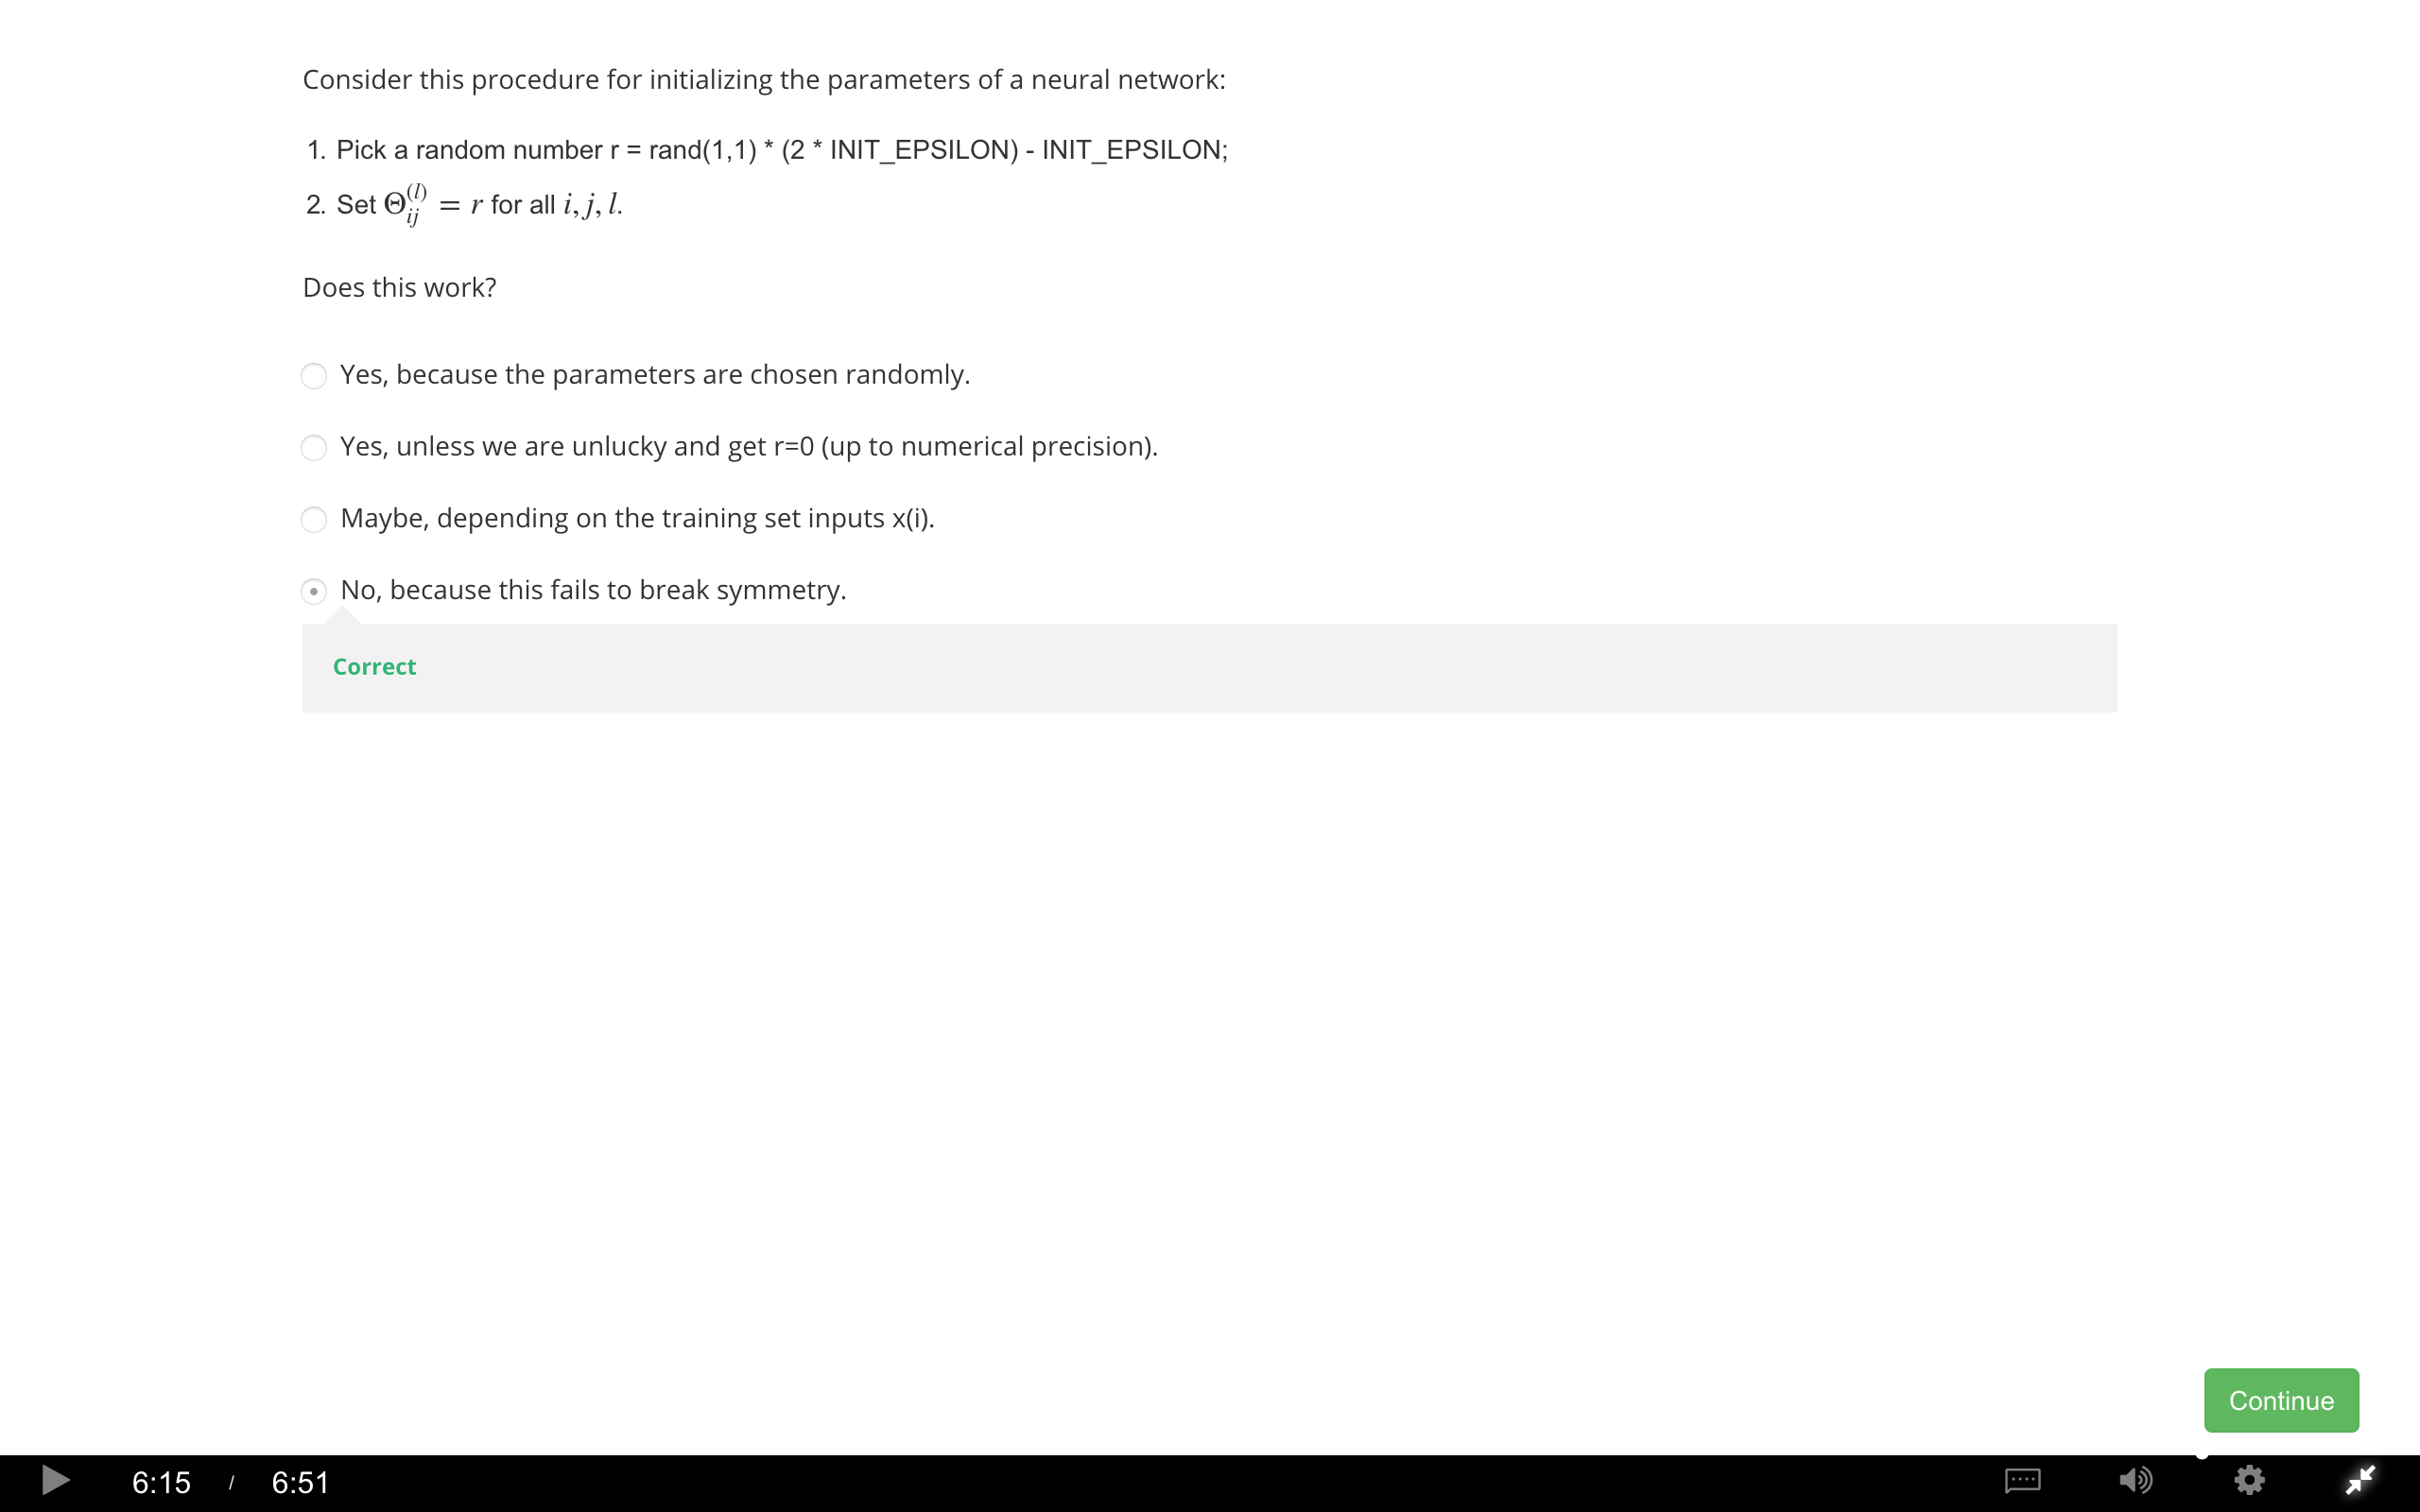 Consider this procedure for initializing the parameters of a neural network:
1. Pick a random number r = rand(1,1) * (2 * INIT_EPSILON) - INIT_EPSILON;
2. Set Θ_{ij}^{(l)} = r for all i, j, l.
Does this work?
Yes, because the parameters are chosen randomly.
Yes, unless we are unlucky and get r=0 (up to numerical precision).
Maybe, depending on the training set inputs x(i).
No, because this fails to break symmetry.
Correct
Continue
6:15 / 6:51